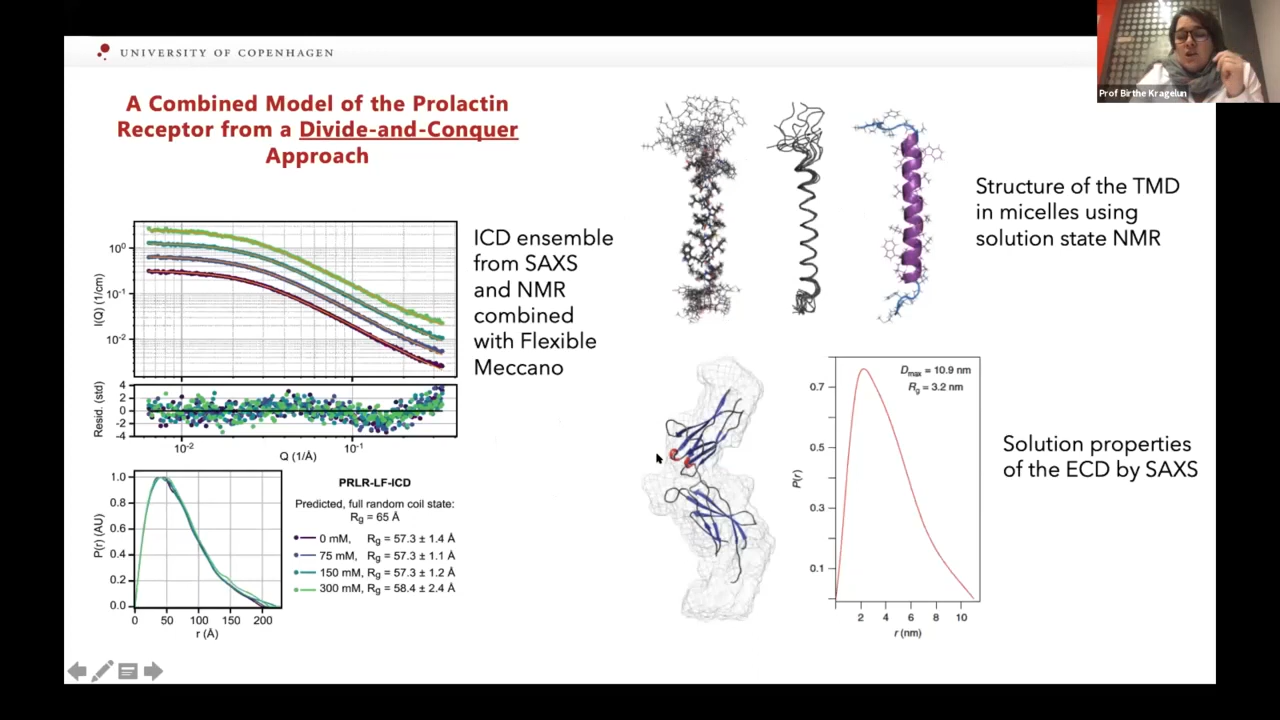 UNIVERSITY OF COPENHAGEN
Prof Birthe Kragelun
A Combined Model of the Prolactin
Receptor from a Divide-and-Conquer
Approach
I(Q) (1/cm)
10⁰
10⁻¹
10⁻²
Resid. (std)
4
2
0
-2
-4
10⁻²
10⁻¹
Q (1/Å)
ICD ensemble
from SAXS
and NMR
combined
with Flexible
Meccano
P(r) (AU)
1.0
0.8
0.6
0.4
0.2
0.0
0 50 100 150 200
r (Å)
PRLR-LF-ICD
Predicted, full random coil state:
Rg = 65 Å
0 mM, Rg = 57.3 ± 1.4 Å
75 mM, Rg = 57.3 ± 1.1 Å
150 mM, Rg = 57.3 ± 1.2 Å
300 mM, Rg = 58.4 ± 2.4 Å
Structure of the TMD
in micelles using
solution state NMR
Dmax = 10.9 nm
Rg = 3.2 nm
P(r)
0.7
0.5
0.3
0.1
2 4 6 8 10
r (nm)
Solution properties
of the ECD by SAXS